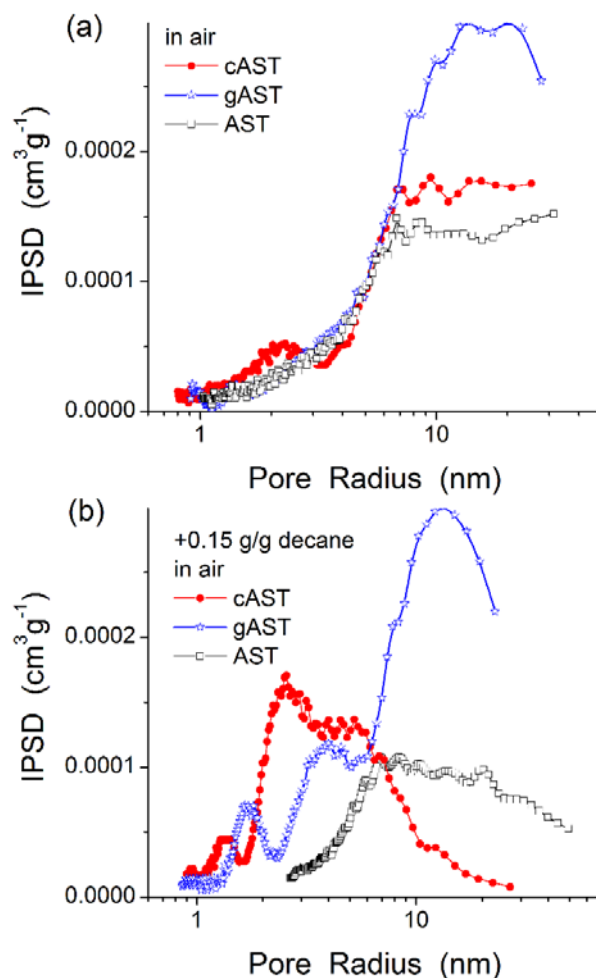 (a)
in air
cAST
gAST
AST
IPSD (cm³g⁻¹)
0.0002
0.0001
0.0000
1
10
Pore Radius (nm)
(b)
+0.15 g/g decane
in air
cAST
gAST
AST
IPSD (cm³g⁻¹)
0.0002
0.0001
0.0000
1
10
Pore Radius (nm)